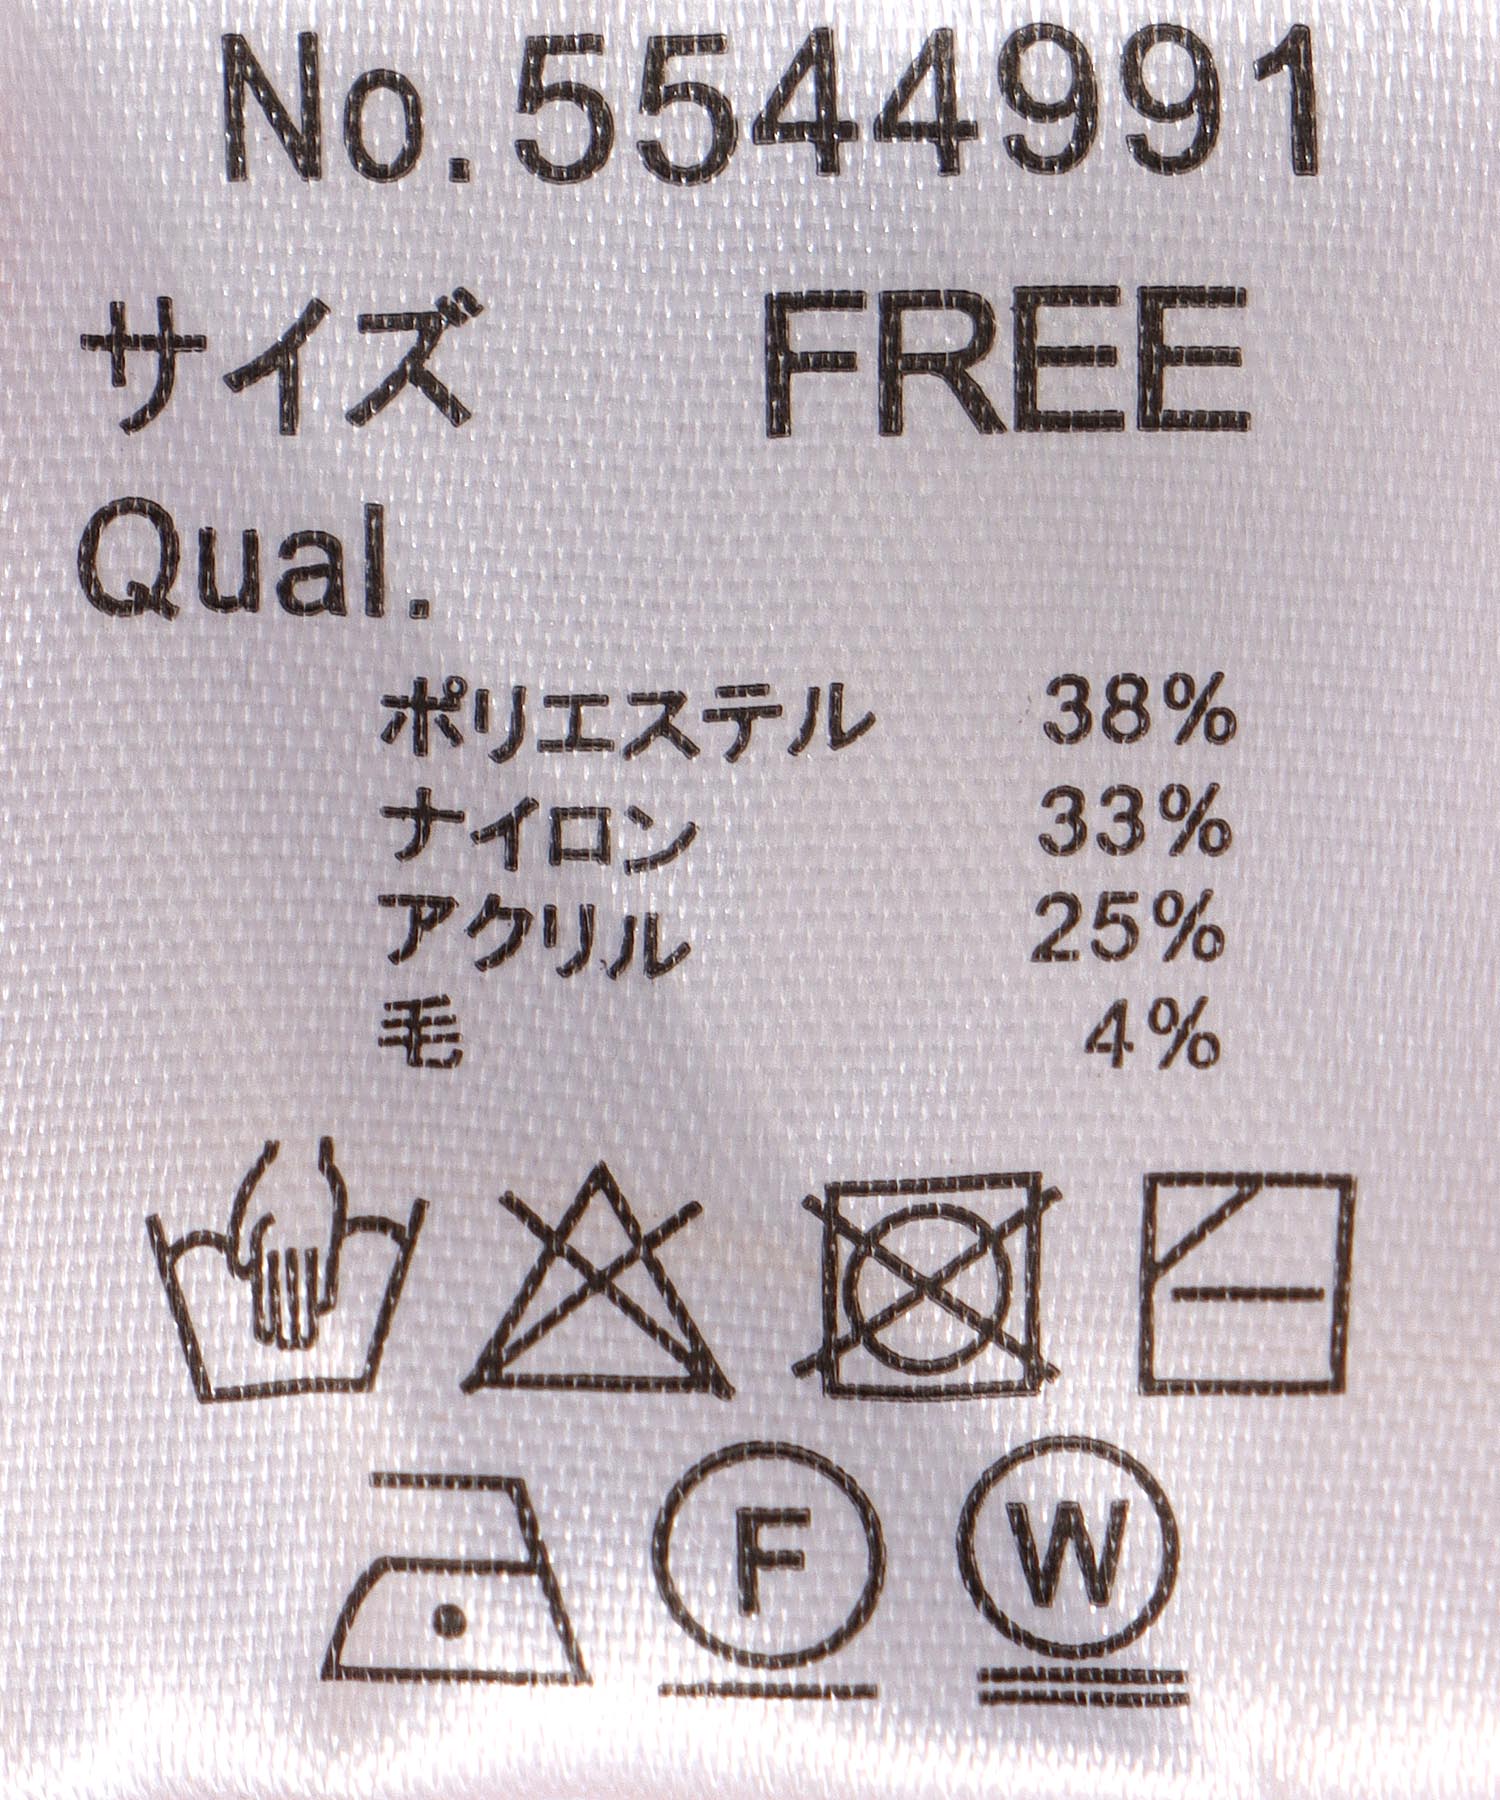 No.5544991
サイズ FREE
Qual.
ポリエステル 38%
ナイロン 33%
アクリル 25%
毛 4%
F W